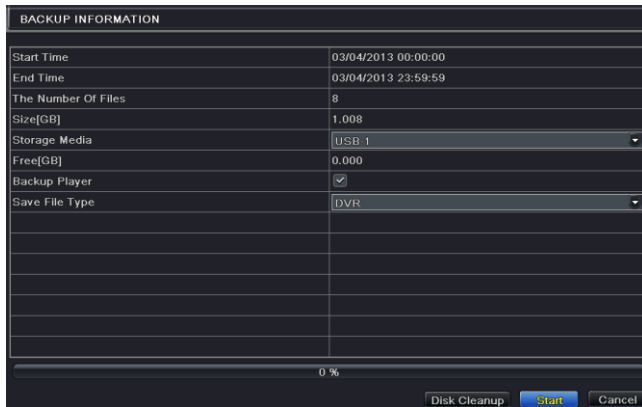 BACKUP INFORMATION
Start Time 03/04/2013 00:00:00
End Time 03/04/2013 23:59:59
The Number Of Files 8
Size[GB] 1.008
Storage Media USB-1
Free[GB] 0.000
Backup Player
Save File Type DVR
0 %
Disk Cleanup Start Cancel